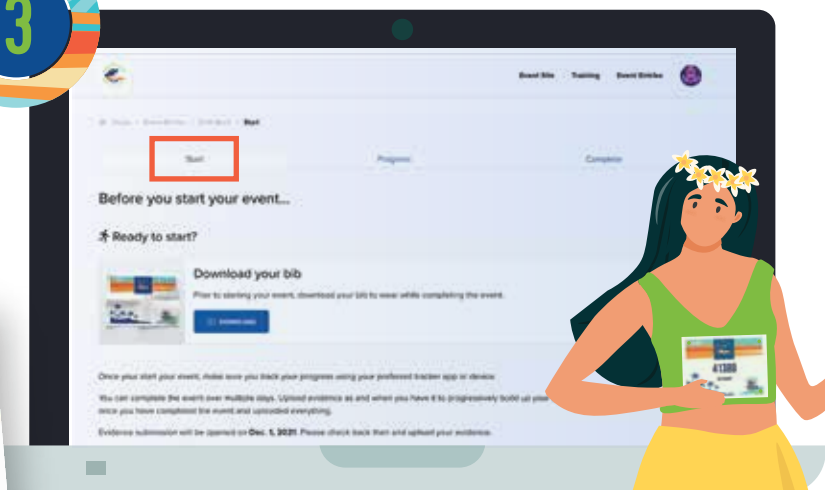 3
Event Site Training Event Entries
Start
Start Progress Complete
Before you start your event...
Ready to start?
Download your bib
Prior to starting your event, download your bib to wear while completing the event.
DOWNLOAD
Once your start your event, make sure you track your progress using your preferred tracker app or device.
You can complete the event over multiple days. Upload evidence as and when you have it to progressively build up your
once you have completed the event and uploaded everything.
Evidence submission will be opened on Dec. 1, 2021. Please check back then and upload your evidence.
41380